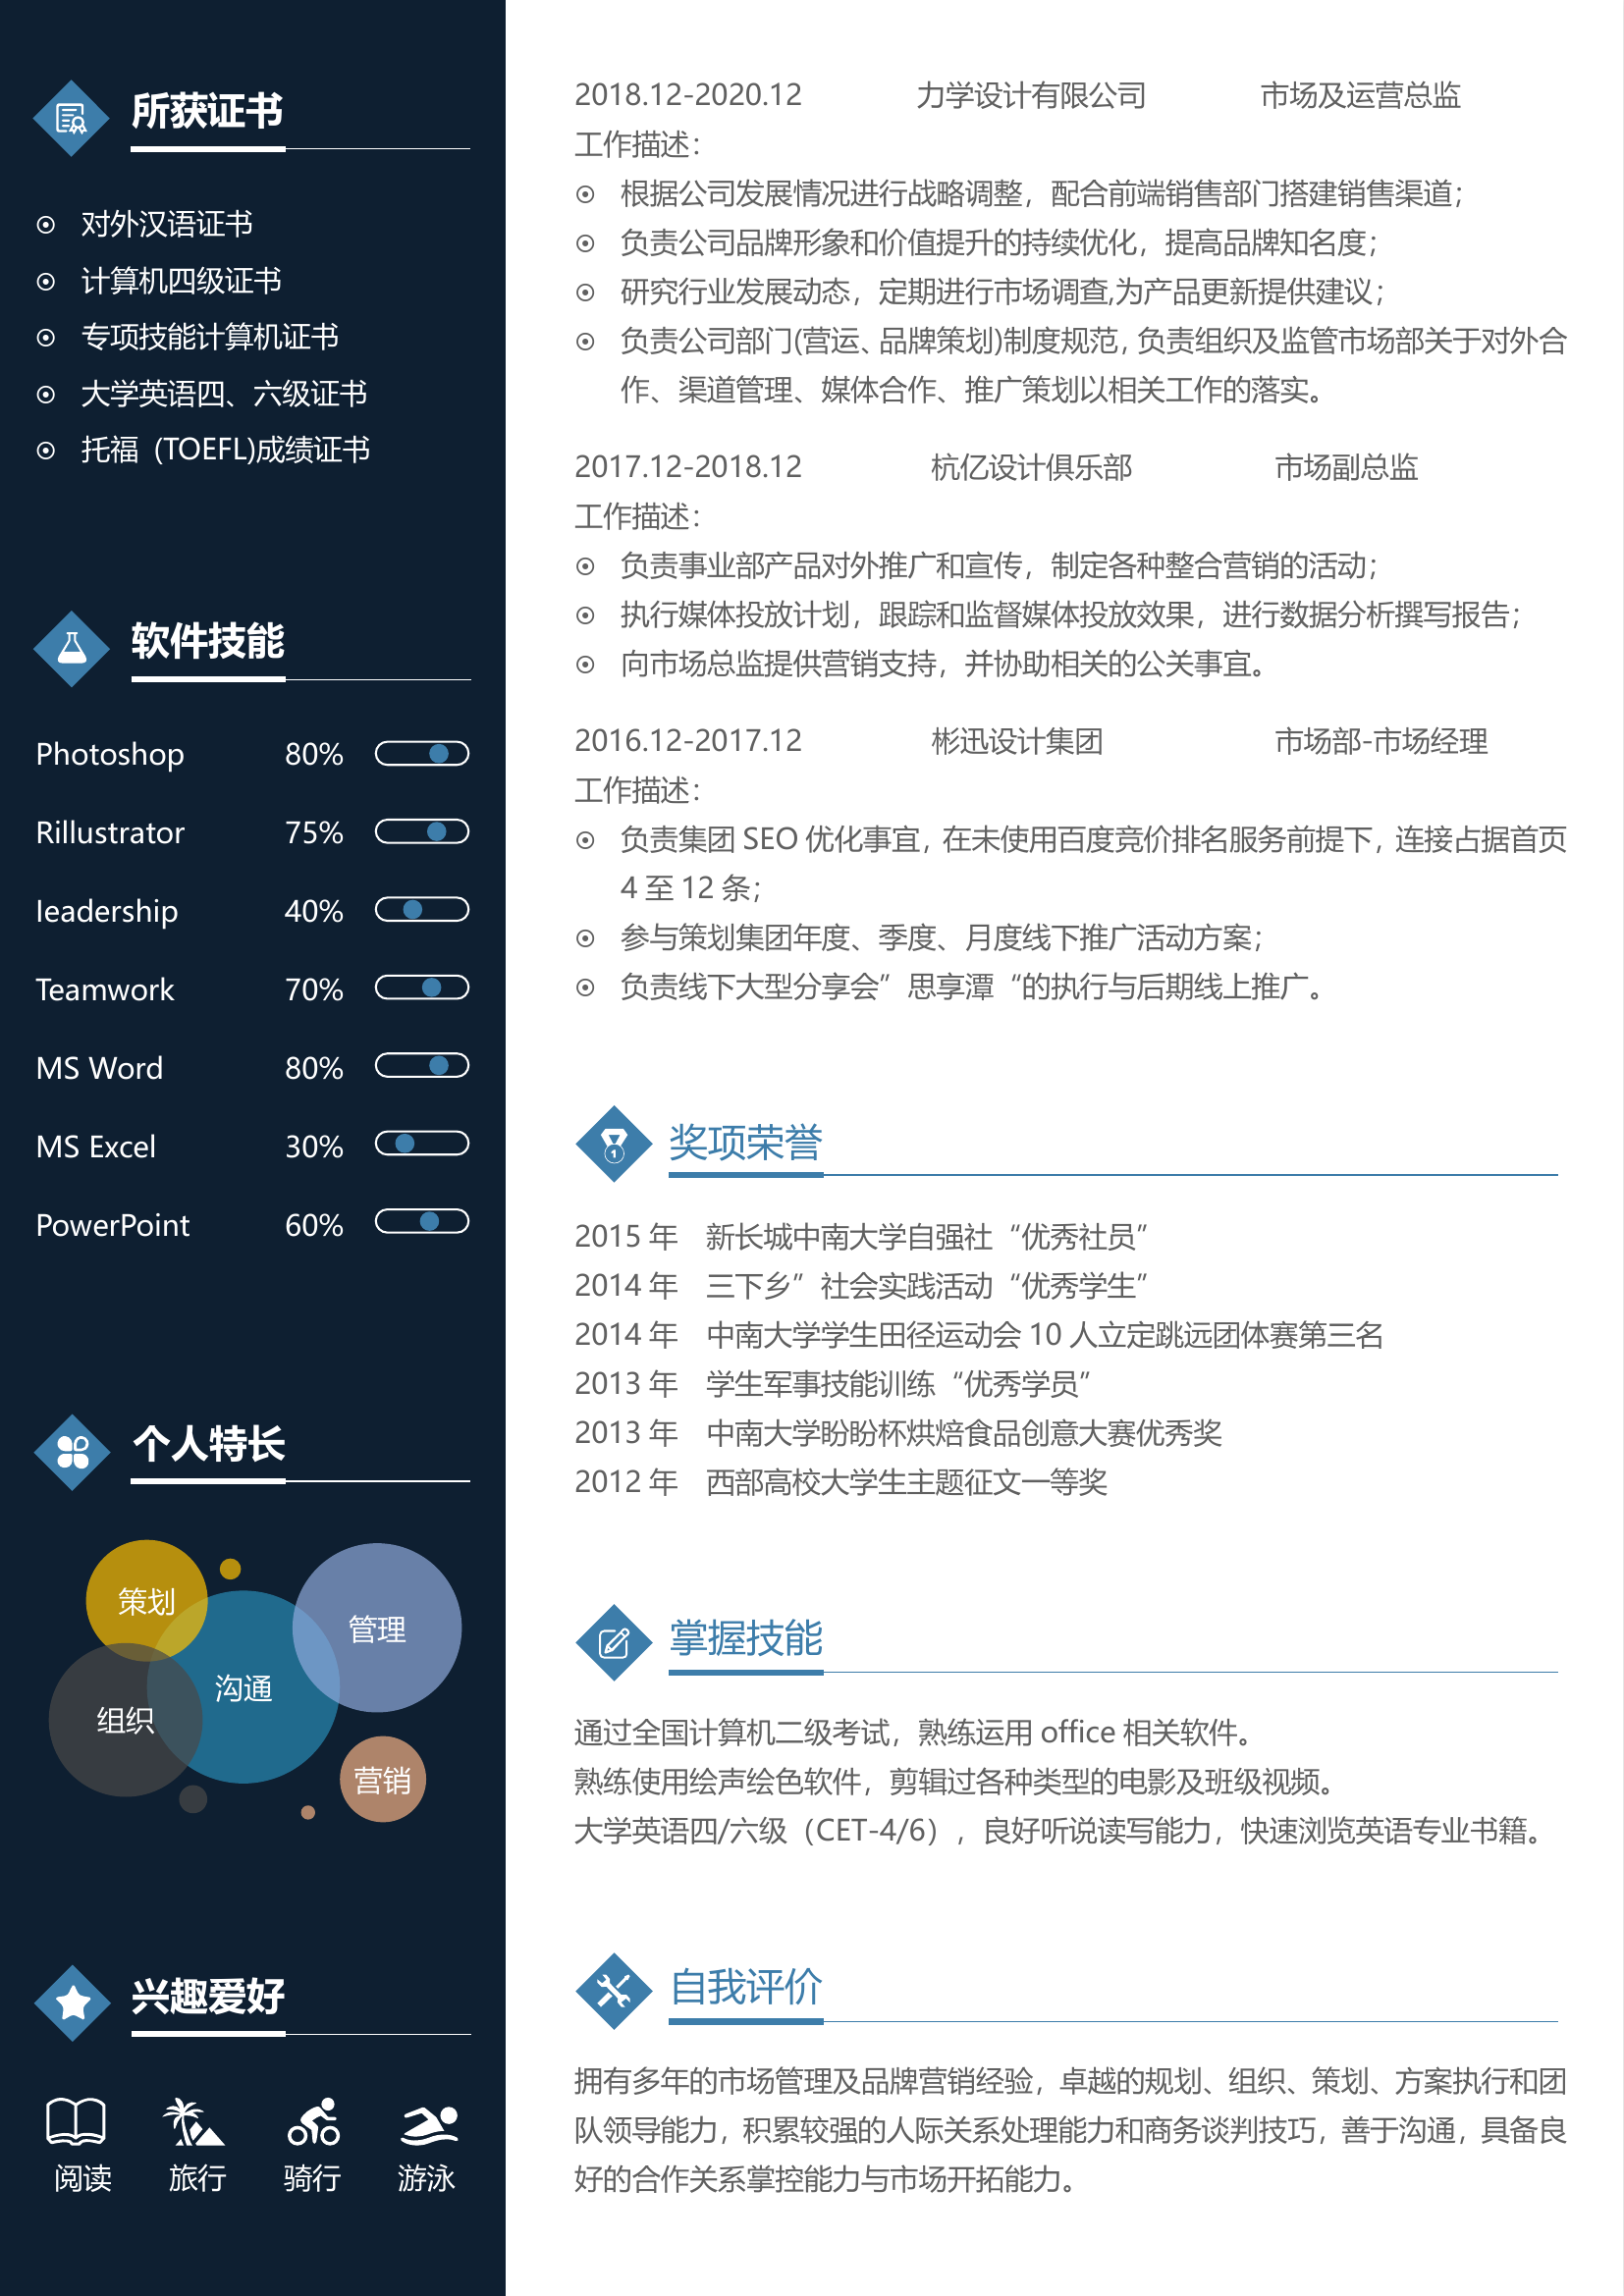 所获证书
对外汉语证书
计算机四级证书
专项技能计算机证书
大学英语四、六级证书
托福 (TOEFL)成绩证书
软件技能
Photoshop 80%
Rillustrator 75%
leadership 40%
Teamwork 70%
MS Word 80%
MS Excel 30%
PowerPoint 60%
个人特长
策划
管理
沟通
组织
营销
兴趣爱好
阅读 旅行 骑行 游泳
2018.12-2020.12 力学设计有限公司 市场及运营总监
工作描述：
根据公司发展情况进行战略调整，配合前端销售部门搭建销售渠道；
负责公司品牌形象和价值提升的持续优化，提高品牌知名度；
研究行业发展动态，定期进行市场调查,为产品更新提供建议；
负责公司部门(营运、品牌策划)制度规范，负责组织及监管市场部关于对外合
作、渠道管理、媒体合作、推广策划以相关工作的落实。
2017.12-2018.12 杭亿设计俱乐部 市场副总监
工作描述：
负责事业部产品对外推广和宣传，制定各种整合营销的活动；
执行媒体投放计划，跟踪和监督媒体投放效果，进行数据分析撰写报告；
向市场总监提供营销支持，并协助相关的公关事宜。
2016.12-2017.12 彬迅设计集团 市场部-市场经理
工作描述：
负责集团 SEO 优化事宜，在未使用百度竞价排名服务前提下，连接占据首页
4 至 12 条；
参与策划集团年度、季度、月度线下推广活动方案；
负责线下大型分享会”思享潭“的执行与后期线上推广。
奖项荣誉
2015 年 新长城中南大学自强社“优秀社员”
2014 年 三下乡”社会实践活动“优秀学生”
2014 年 中南大学学生田径运动会 10 人立定跳远团体赛第三名
2013 年 学生军事技能训练“优秀学员”
2013 年 中南大学盼盼杯烘焙食品创意大赛优秀奖
2012 年 西部高校大学生主题征文一等奖
掌握技能
通过全国计算机二级考试，熟练运用 office 相关软件。
熟练使用绘声绘色软件，剪辑过各种类型的电影及班级视频。
大学英语四/六级（CET-4/6），良好听说读写能力，快速浏览英语专业书籍。
自我评价
拥有多年的市场管理及品牌营销经验，卓越的规划、组织、策划、方案执行和团
队领导能力，积累较强的人际关系处理能力和商务谈判技巧，善于沟通，具备良
好的合作关系掌控能力与市场开拓能力。